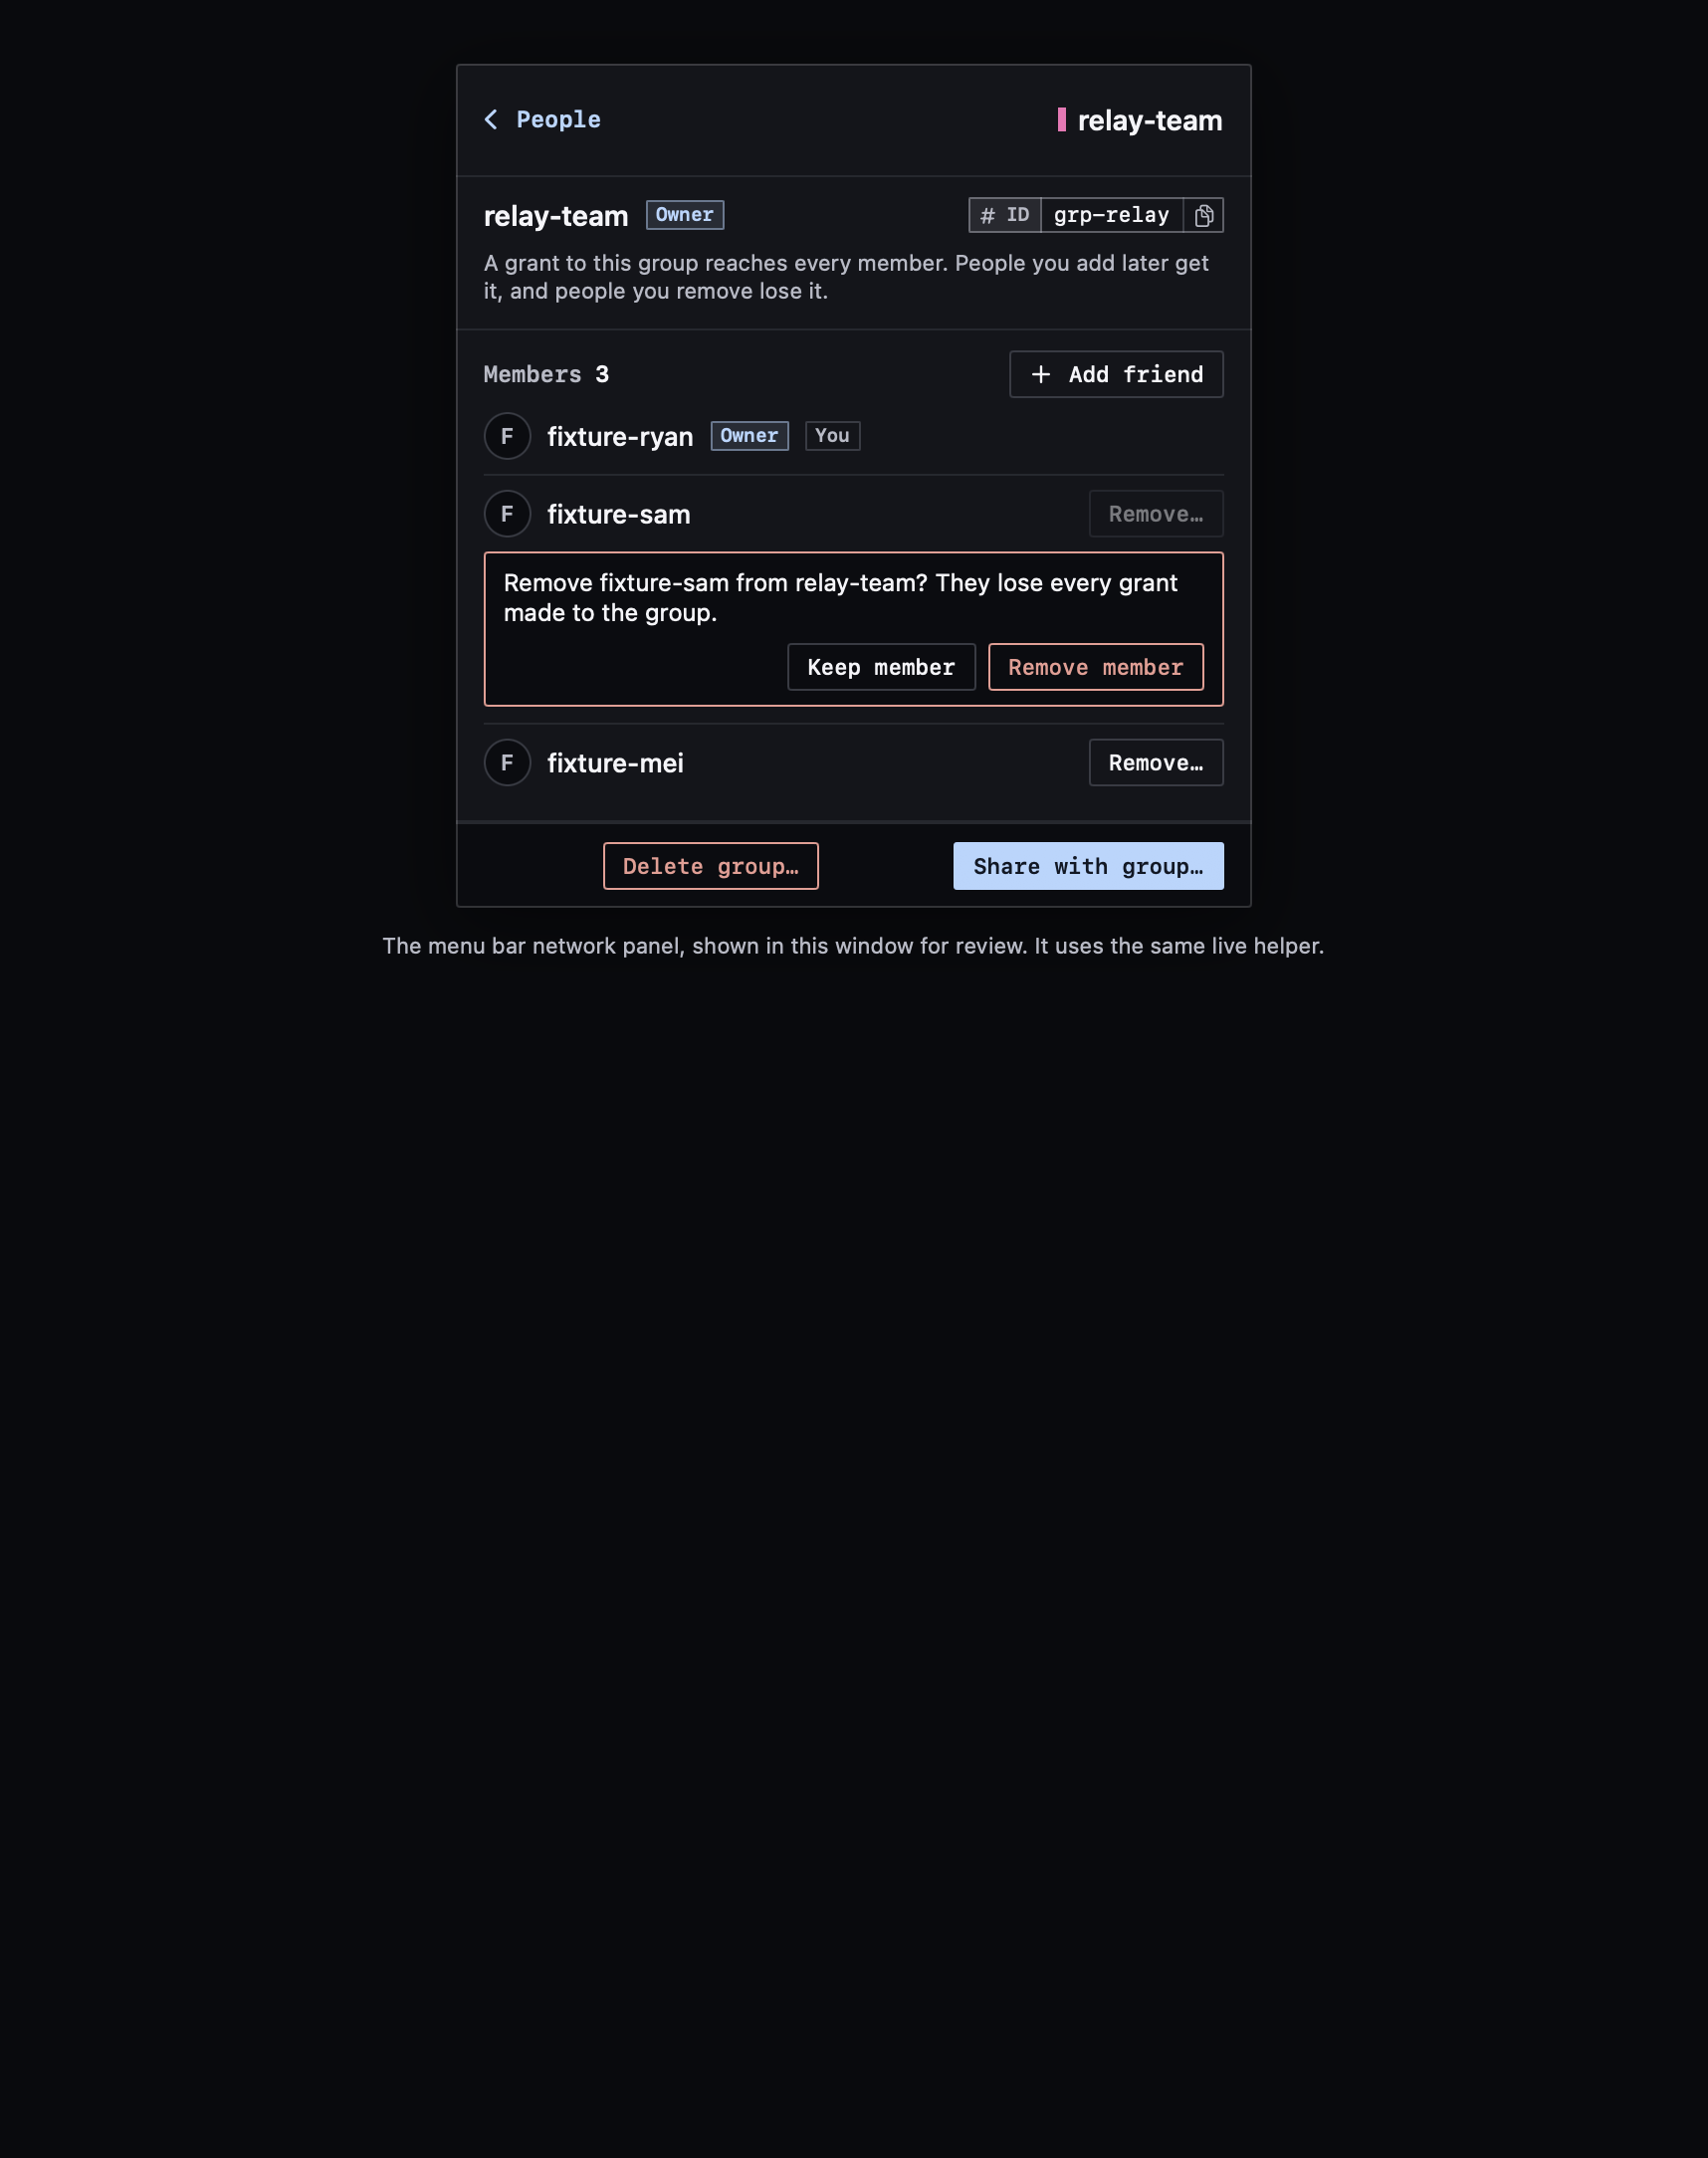 People
relay-team
relay-team Owner # ID grp-relay
A grant to this group reaches every member. People you add later get
it, and people you remove lose it.
Members 3
+ Add friend
F fixture-ryan Owner You
F fixture-sam Remove…
Remove fixture-sam from relay-team? They lose every grant
made to the group.
Keep member Remove member
F fixture-mei Remove…
Delete group… Share with group…
The menu bar network panel, shown in this window for review. It uses the same live helper.